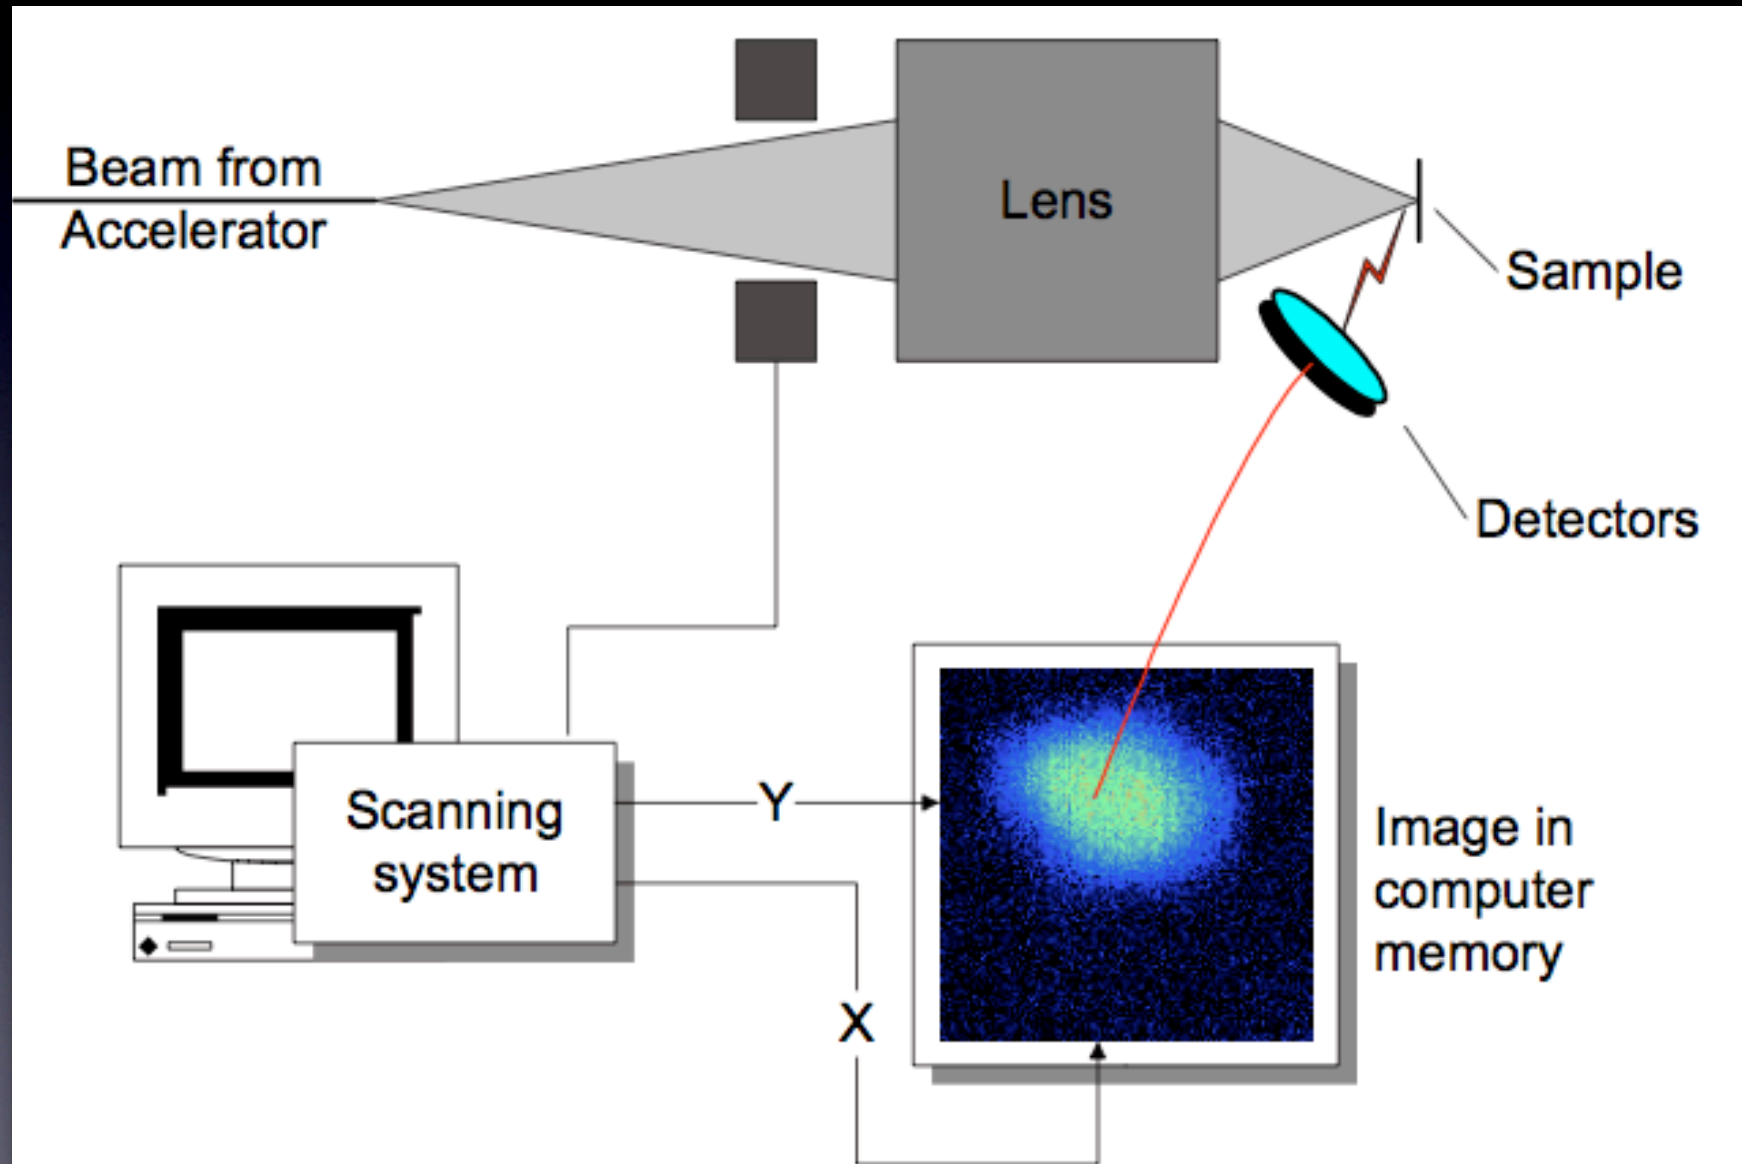 Beam from
Accelerator
Lens
Sample
Detectors
Scanning
system
Y
X
Image in
computer
memory